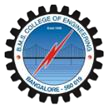 B.M.S. COLLEGE OF ENGINEERING
BANGALORE - 560 019